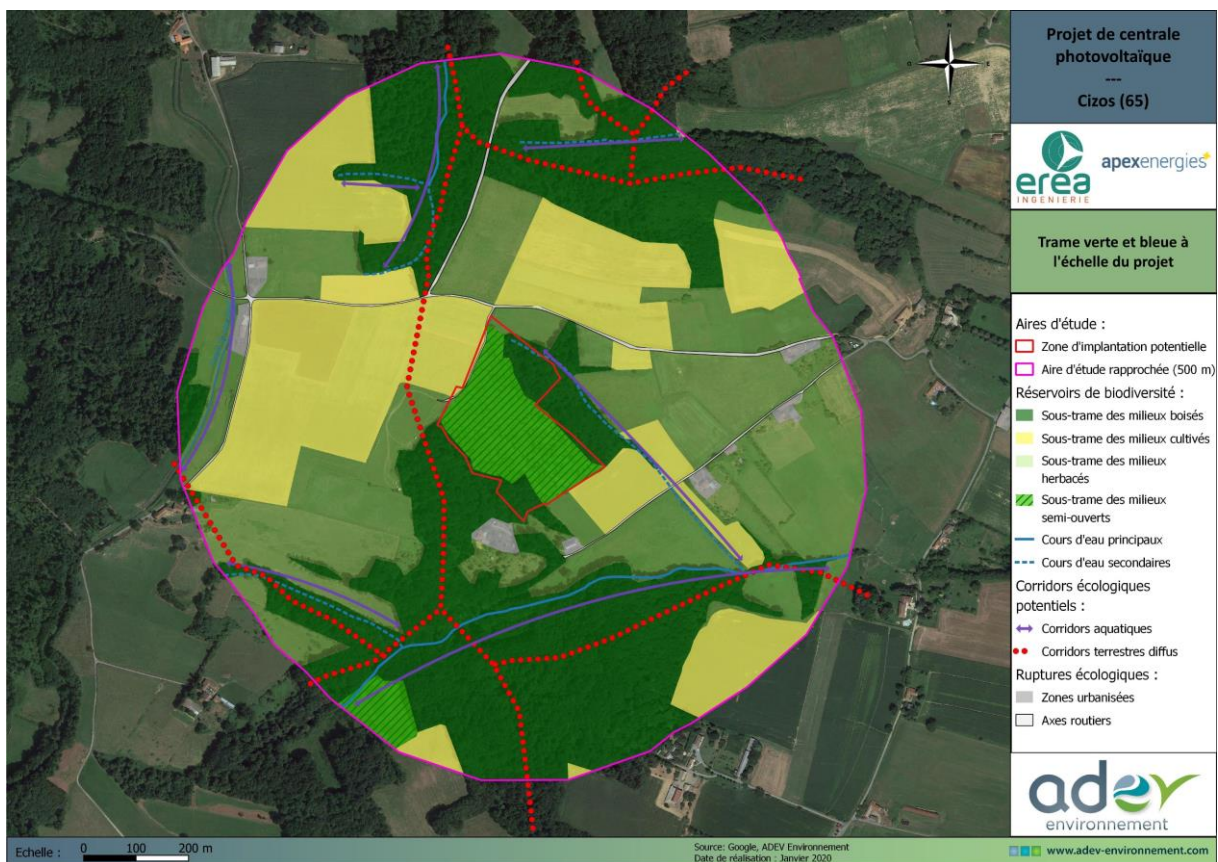 Projet de centrale
photovoltaïque
---
Cizos (65)
N
O
E
S
erea
INGENIERIE
apexenergies
Trame verte et bleue à
l'échelle du projet
Aires d'étude :
Zone d'implantation potentielle
Aire d'étude rapprochée (500 m)
Réservoirs de biodiversité :
Sous-trame des milieux boisés
Sous-trame des milieux cultivés
Sous-trame des milieux
herbacés
Sous-trame des milieux
semi-ouverts
Cours d'eau principaux
Cours d'eau secondaires
Corridors écologiques
potentiels :
Corridors aquatiques
Corridors terrestres diffus
Ruptures écologiques :
Zones urbanisées
Axes routiers
adev
environnement
Echelle :
0 100 200 m
Source: Google, ADEV Environnement
Date de réalisation : Janvier 2020
www.adev-environnement.com